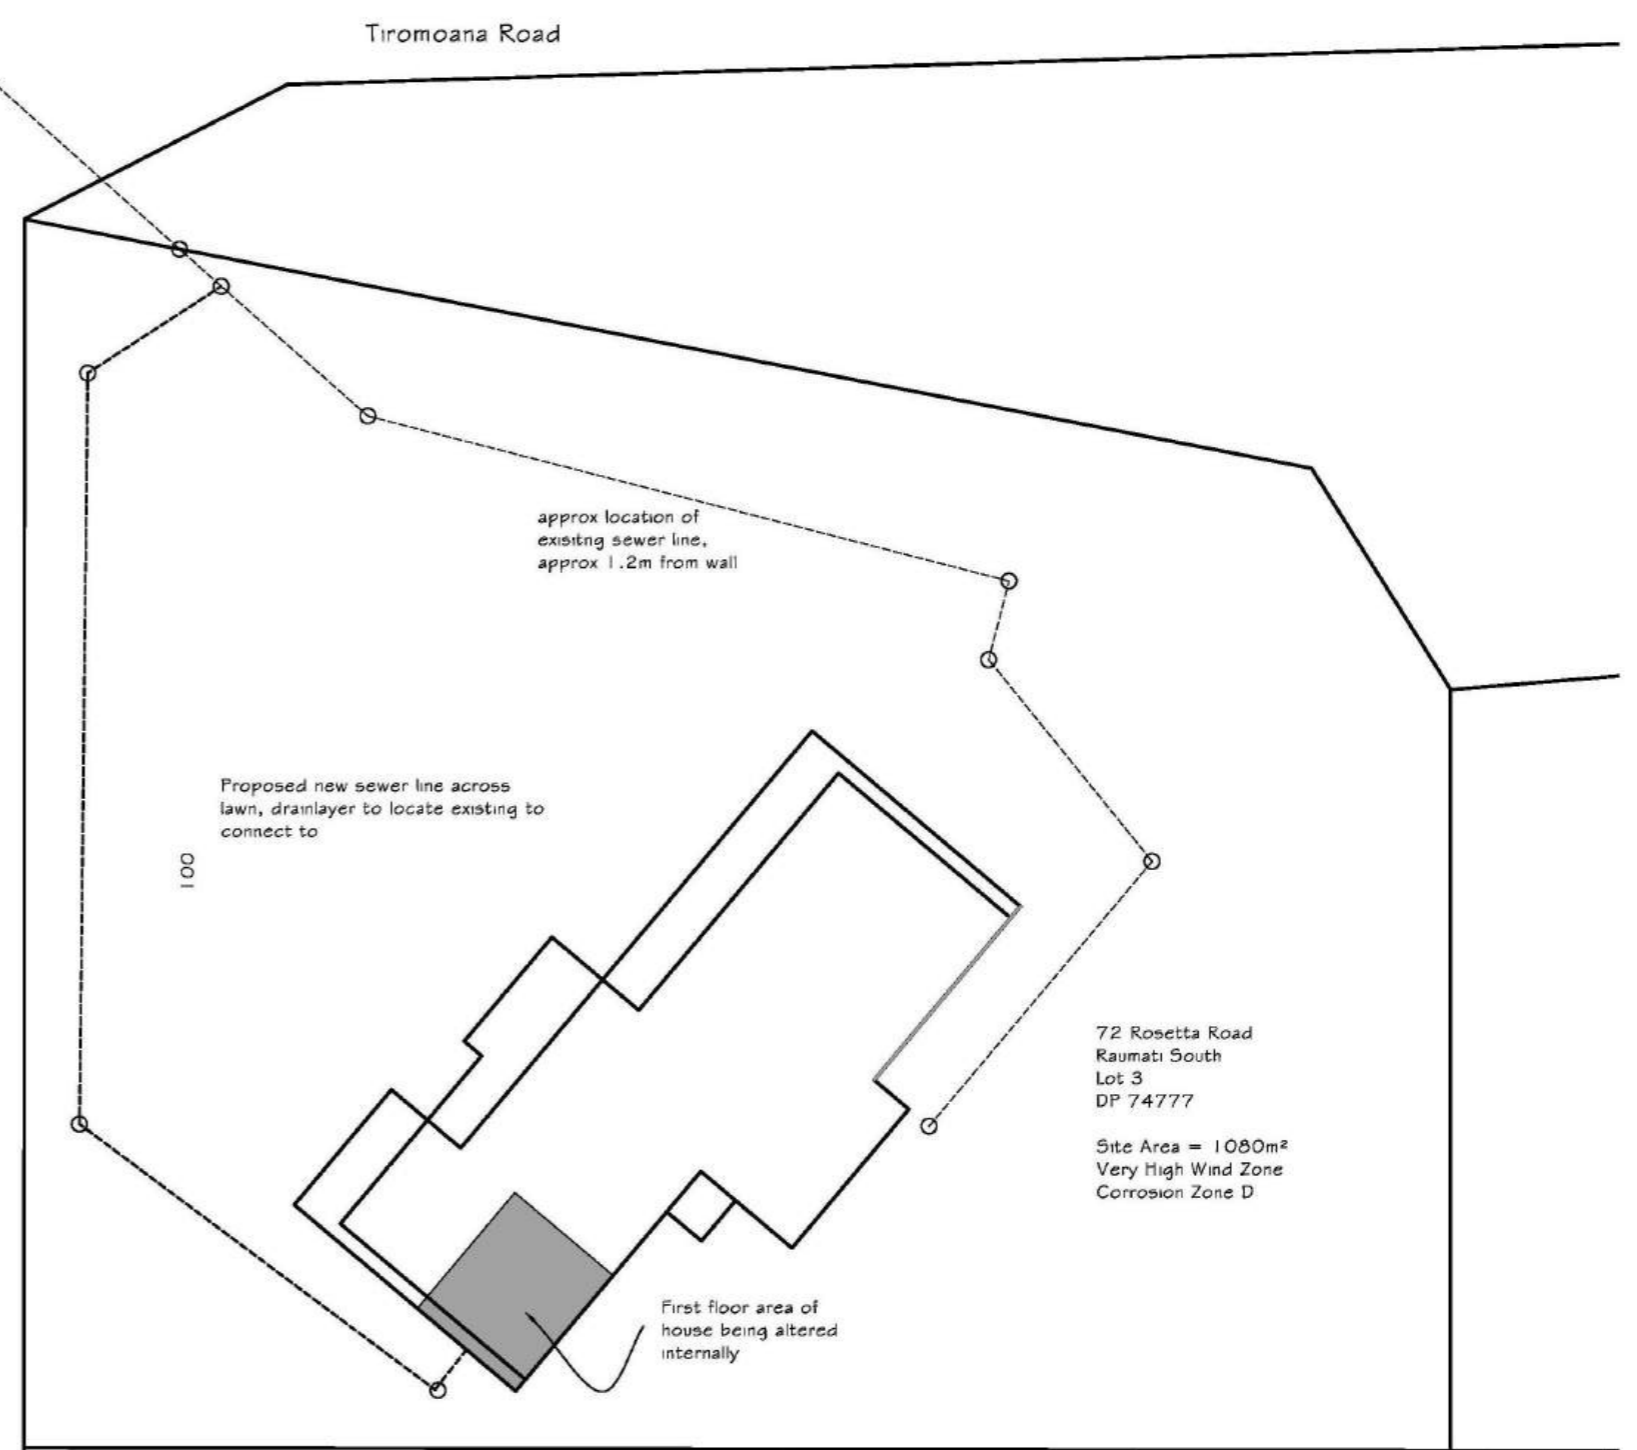 Tiromoana Road
approx location of
exisitng sewer line,
approx 1.2m from wall
Proposed new sewer line across
lawn, drainlayer to locate existing to
connect to
100
72 Rosetta Road
Raumati South
Lot 3
DP 74777
Site Area = 1080m²
Very High Wind Zone
Corrosion Zone D
First floor area of
house being altered
internally